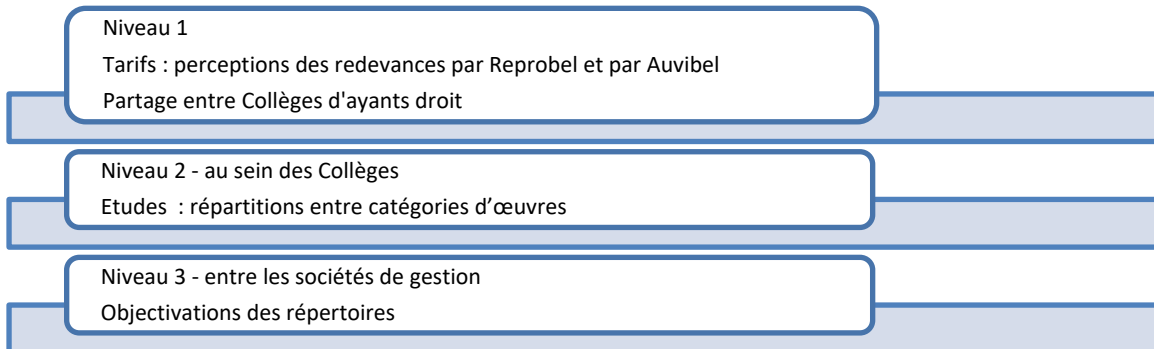 Niveau 1
Tarifs : perceptions des redevances par Reprobel et par Auvibel
Partage entre Collèges d'ayants droit
Niveau 2 - au sein des Collèges
Etudes : répartitions entre catégories d’œuvres
Niveau 3 - entre les sociétés de gestion
Objectivations des répertoires